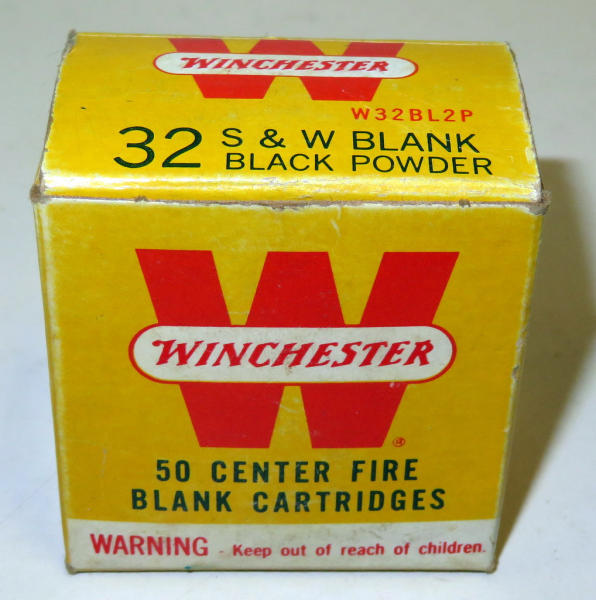 WINCHESTER
W32BL2P
32 S & W BLANK
BLACK POWDER
WINCHESTER
®
50 CENTER FIRE
BLANK CARTRIDGES
WARNING - Keep out of reach of children.